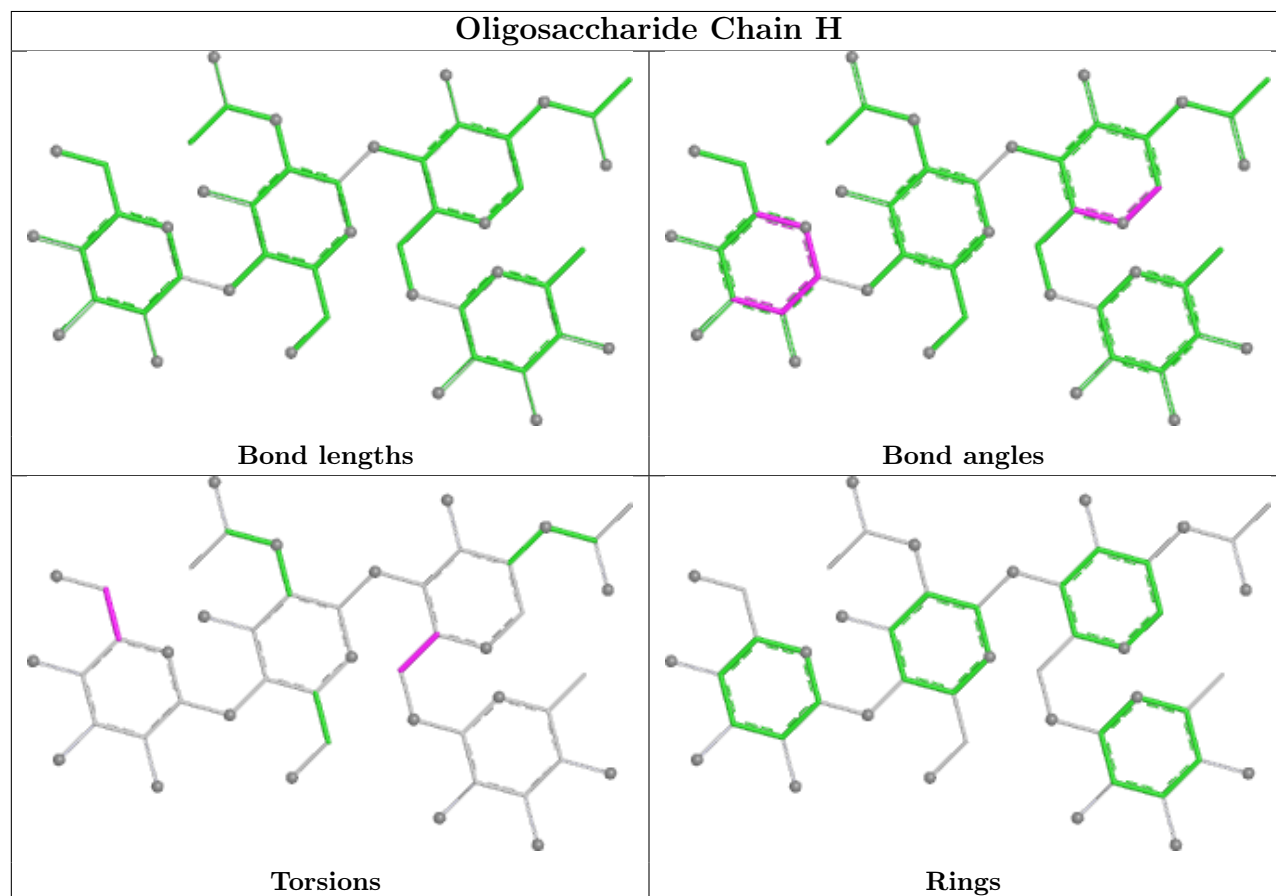 Oligosaccharide Chain H
Bond lengths
Bond angles
Torsions
Rings